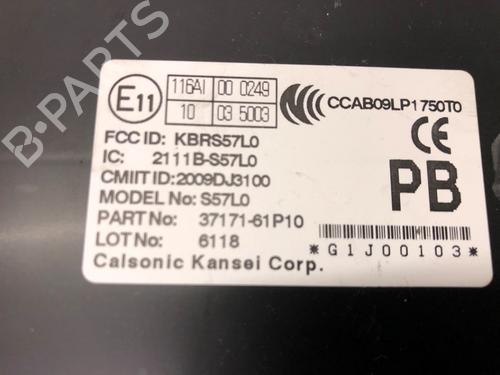 B-PARTS
E11
116AI 00 0249
10 03 5003
CCAB09LP1750T0
CE
FCC ID: KBRS57L0
IC: 2111B-S57L0
CMIIT ID: 2009DJ3100
MODEL No: S57L0
PART No: 37171-61P10
LOT No: 6118
PB
*G1J00103*
Calsonic Kansei Corp.